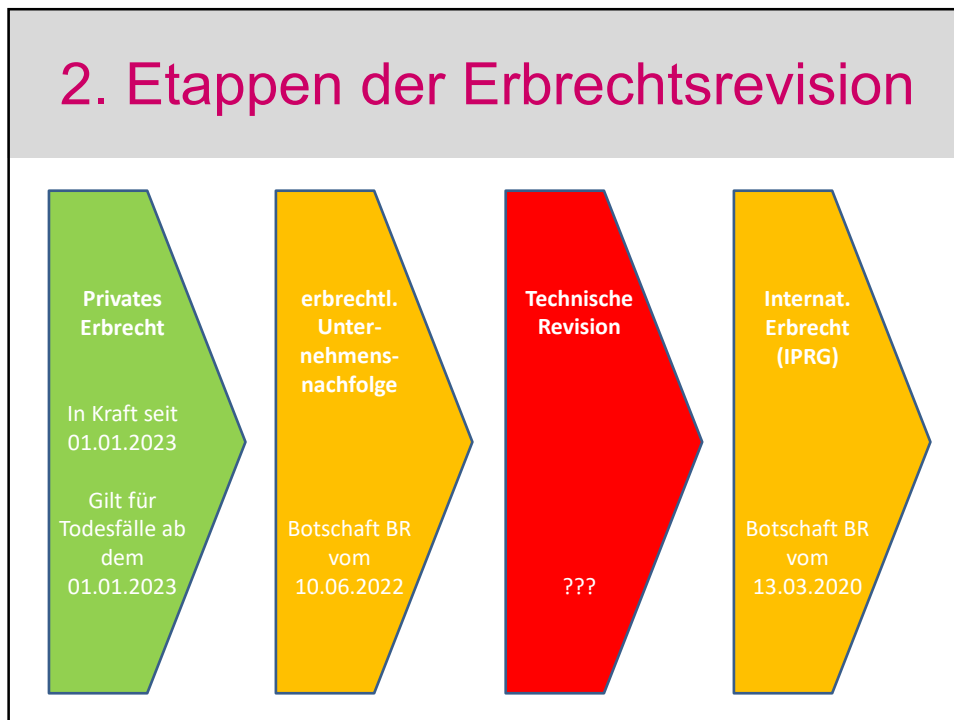 2. Etappen der Erbrechtsrevision
Privates
Erbrecht
In Kraft seit
01.01.2023
Gilt für
Todesfälle ab
dem
01.01.2023
erbrechtl.
Unter-
nehmens-
nachfolge
Botschaft BR
vom
10.06.2022
Technische
Revision
???
Internat.
Erbrecht
(IPRG)
Botschaft BR
vom
13.03.2020